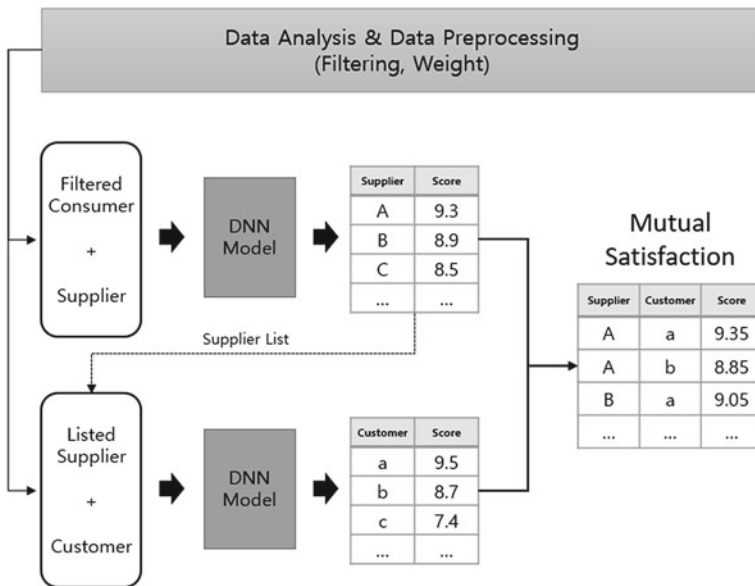 Data Analysis & Data Preprocessing
(Filtering, Weight)
Filtered
Consumer
+
Supplier
DNN
Model
Supplier Score
A 9.3
B 8.9
C 8.5
... ...
Supplier List
Listed
Supplier
+
Customer
DNN
Model
Customer Score
a 9.5
b 8.7
c 7.4
... ...
Mutual
Satisfaction
Supplier Customer Score
A a 9.35
A b 8.85
B a 9.05
... ... ...